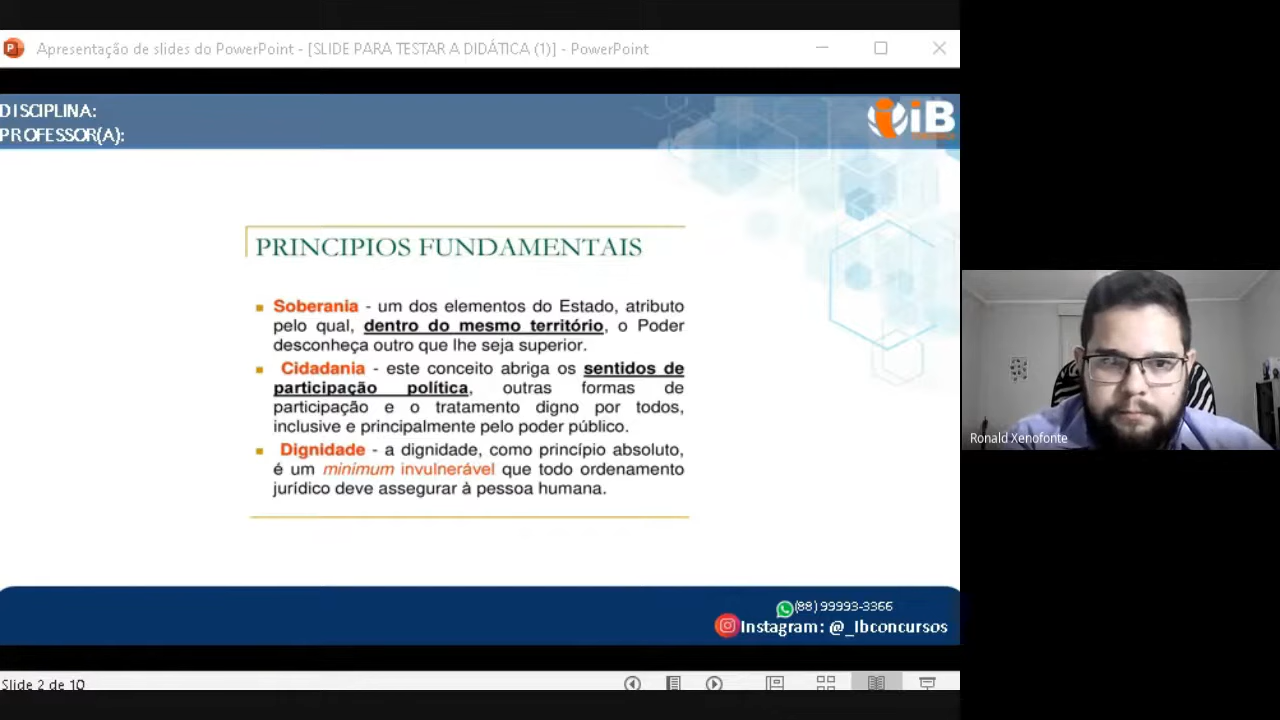 Apresentação de slides do PowerPoint - [SLIDE PARA TESTAR A DIDÁTICA (1)] - PowerPoint
DISCIPLINA:
PROFESSOR(A):
iB
PRINCIPIOS FUNDAMENTAIS
Soberania - um dos elementos do Estado, atributo
pelo qual, dentro do mesmo território, o Poder
desconheça outro que lhe seja superior.
Cidadania - este conceito abriga os sentidos de
participação política, outras formas de
participação e o tratamento digno por todos,
inclusive e principalmente pelo poder público.
Dignidade - a dignidade, como princípio absoluto,
é um minimum invulnerável que todo ordenamento
jurídico deve assegurar à pessoa humana.
(88) 99993-3366
Instagram: @_Ibconcursos
Slide 2 de 10
Ronald Xenofonte